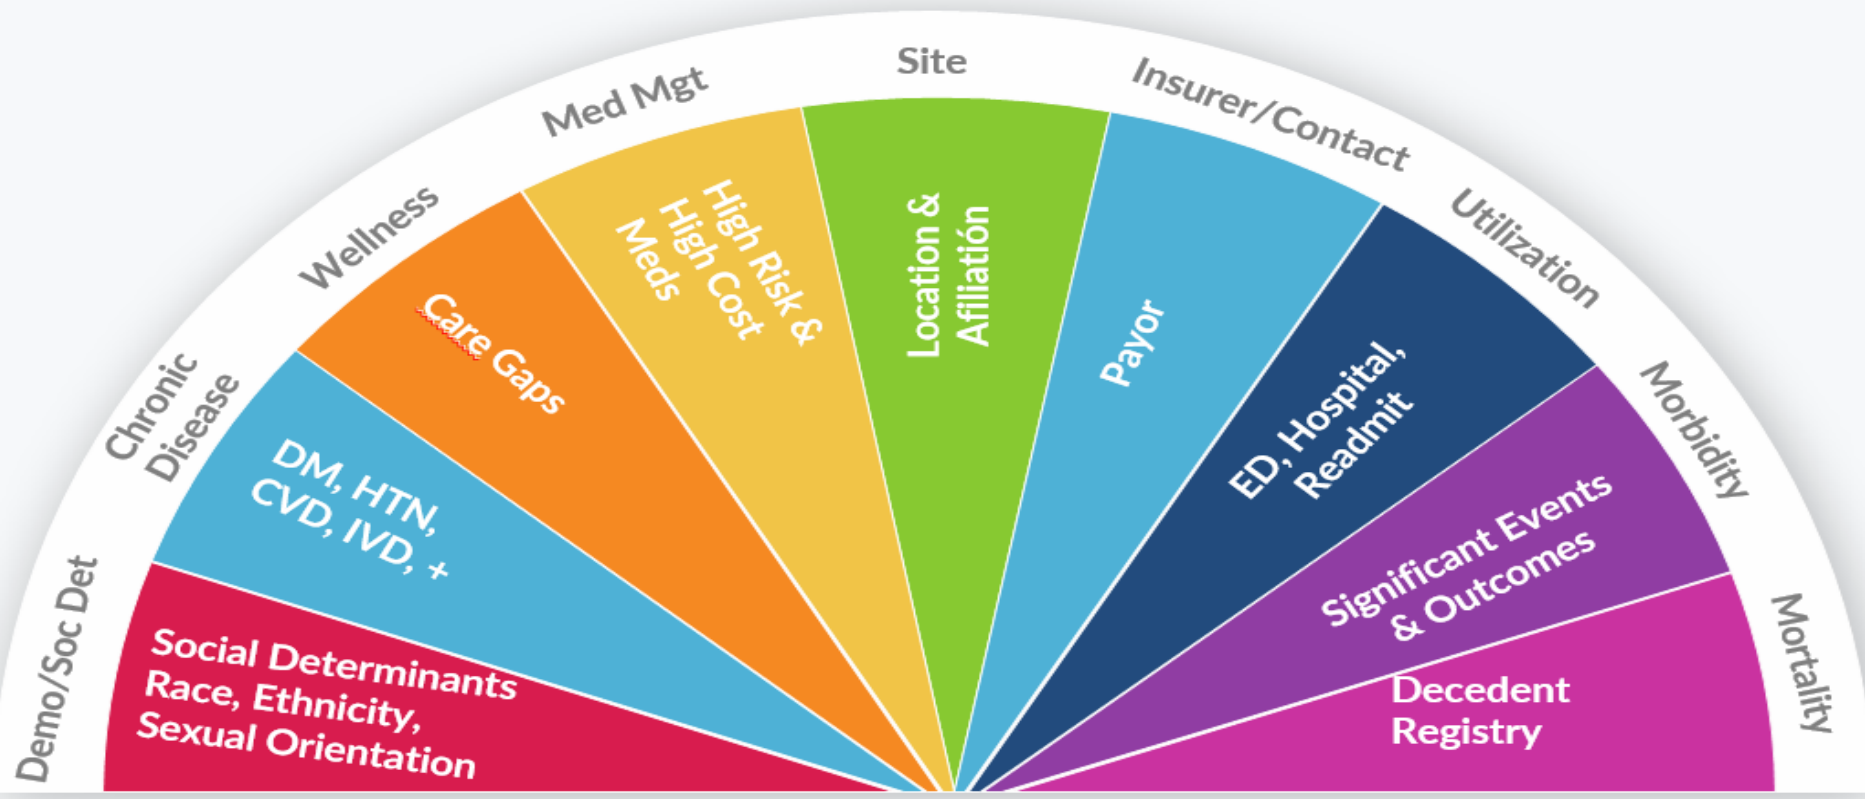 Demo/Soc Det
Social Determinants
Race, Ethnicity,
Sexual Orientation
Chronic
Disease
DM, HTN,
CVD, IVD, +
Wellness
Care Gaps
Med Mgt
High Risk &
High Cost
Meds
Site
Location &
Afiliatión
Insurer/Contact
Payor
Utilization
ED, Hospital,
Readmit
Morbidity
Significant Events
& Outcomes
Mortality
Decedent
Registry